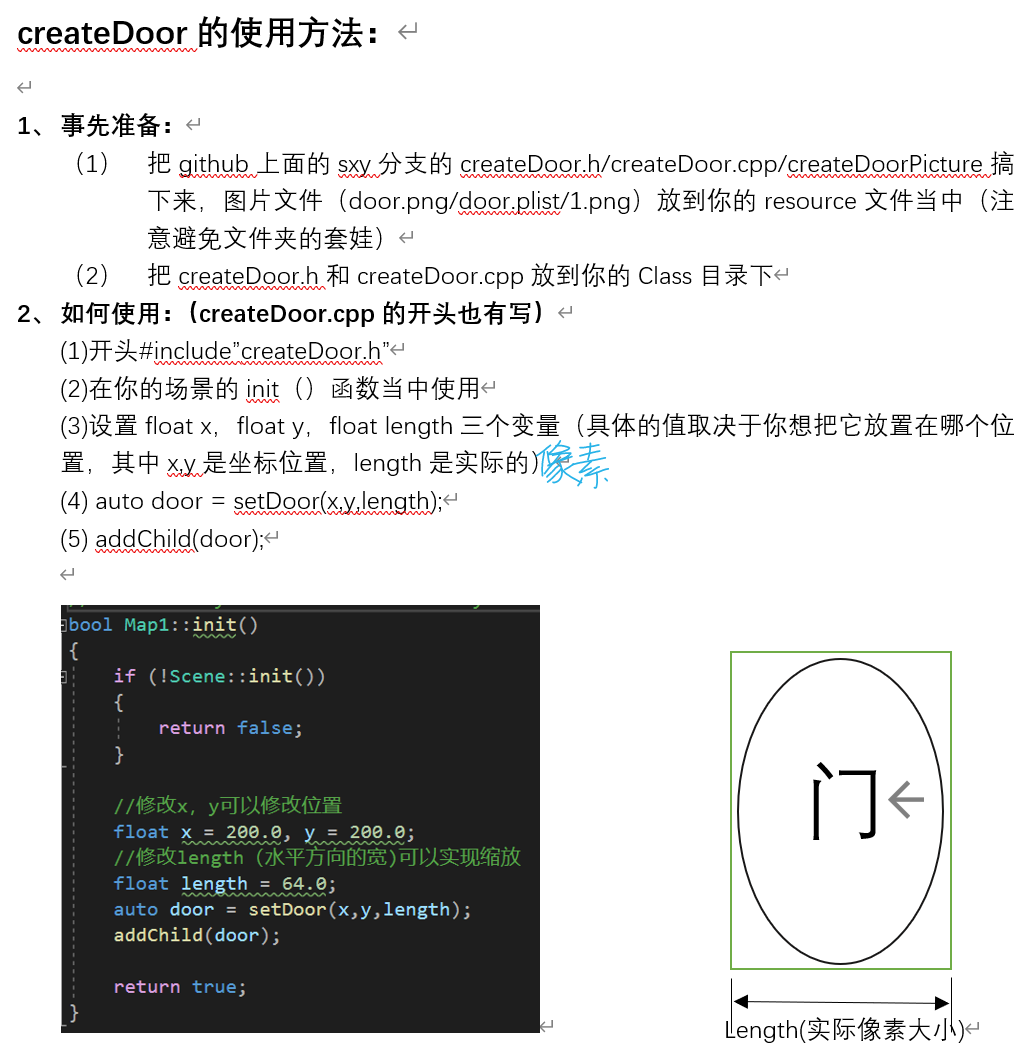 createDoor 的使用方法：
1、 事先准备：
（1） 把 github 上面的 sxy 分支的 createDoor.h/createDoor.cpp/createDoorPicture 搞
下来，图片文件（door.png/door.plist/1.png）放到你的 resource 文件当中（注
意避免文件夹的套娃）
（2） 把 createDoor.h 和 createDoor.cpp 放到你的 Class 目录下
2、 如何使用：（createDoor.cpp 的开头也有写）
(1)开头#include”createDoor.h”
(2)在你的场景的 init（）函数当中使用
(3)设置 float x，float y，float length 三个变量（具体的值取决于你想把它放置在哪个位
置，其中 x,y 是坐标位置，length 是实际的）像素
(4) auto door = setDoor(x,y,length);
(5) addChild(door);
bool Map1::init()
{
if (!Scene::init())
{
return false;
}
//修改x，y可以修改位置
float x = 200.0, y = 200.0;
//修改length（水平方向的宽)可以实现缩放
float length = 64.0;
auto door = setDoor(x,y,length);
addChild(door);
return true;
}
门
Length(实际像素大小)